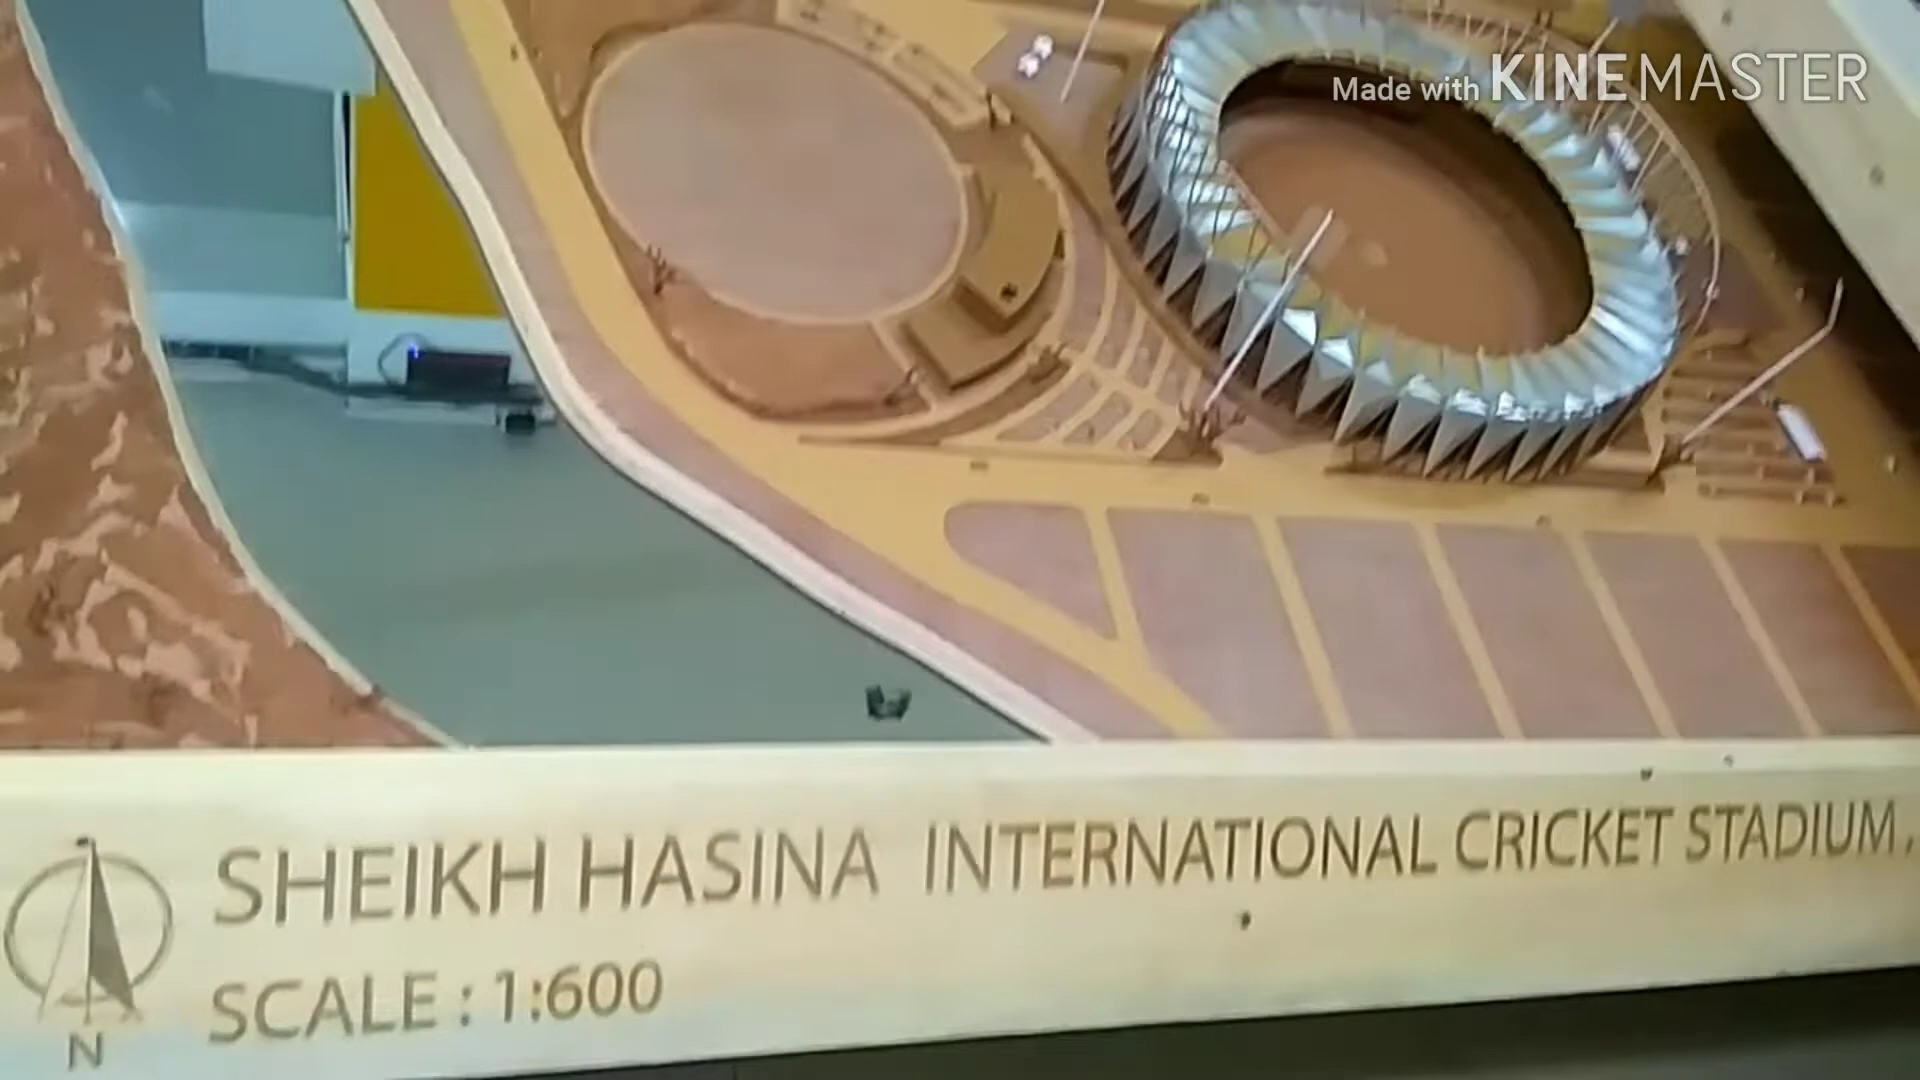 Made with KINEMASTER
SHEIKH HASINA INTERNATIONAL CRICKET STADIUM,
SCALE : 1:600
N